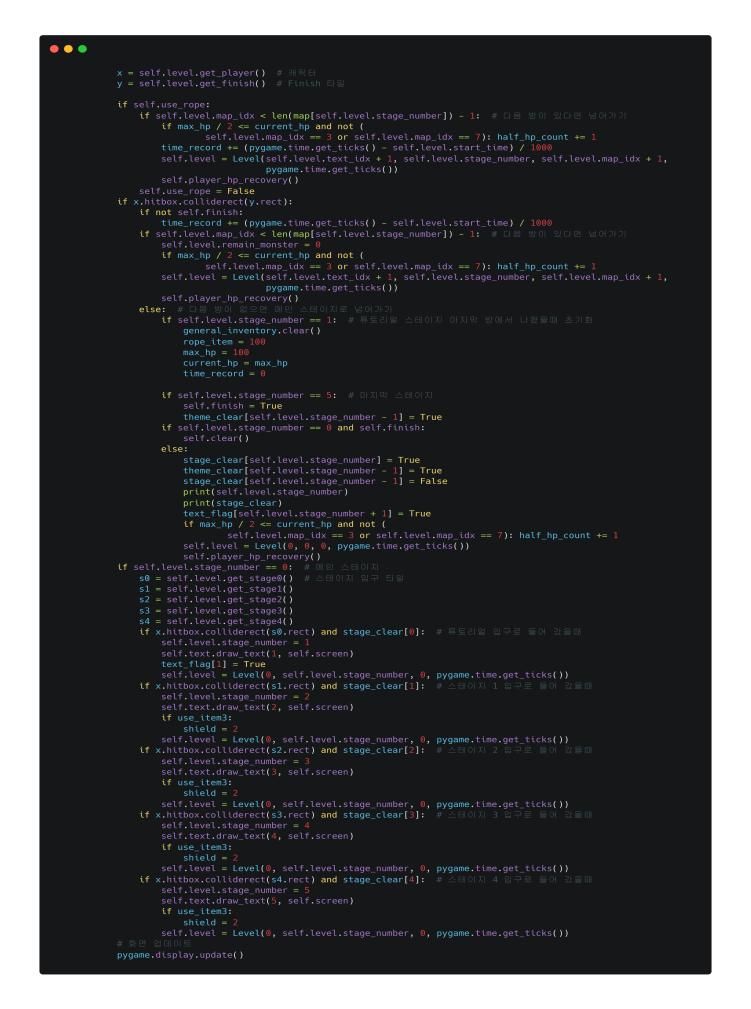 x = self.level.get_player()  # 캐릭터
y = self.level.get_finish()  # Finish 타일

if self.use_rope:
    if self.level.map_idx < len(map[self.level.stage_number]) - 1:  # 다음 방이 있다면 넘어가기
        if max_hp / 2 <= current_hp and not (
                self.level.map_idx == 3 or self.level.map_idx == 7): half_hp_count += 1
        time_record += (pygame.time.get_ticks() - self.level.start_time) / 1000
        self.level = Level(self.level.text_idx + 1, self.level.stage_number, self.level.map_idx + 1,
                           pygame.time.get_ticks())
        self.player_hp_recovery()
    self.use_rope = False
if x.hitbox.colliderect(y.rect):
    if not self.finish:
        time_record += (pygame.time.get_ticks() - self.level.start_time) / 1000
    if self.level.map_idx < len(map[self.level.stage_number]) - 1:  # 다음 방이 있다면 넘어가기
        self.level.remain_monster = 0
        if max_hp / 2 <= current_hp and not (
                self.level.map_idx == 3 or self.level.map_idx == 7): half_hp_count += 1
        self.level = Level(self.level.text_idx + 1, self.level.stage_number, self.level.map_idx + 1,
                           pygame.time.get_ticks())
        self.player_hp_recovery()
    else:  # 다음 방이 없으면 메인 스테이지로 넘어가기
        if self.level.stage_number == 1:  # 튜토리얼 스테이지 마지막 방에서 나왔을때 초기화
            general_inventory.clear()
            rope_item = 100
            max_hp = 100
            current_hp = max_hp
            time_record = 0

        if self.level.stage_number == 5:  # 마지막 스테이지
            self.finish = True
            theme_clear[self.level.stage_number - 1] = True
        if self.level.stage_number == 0 and self.finish:
            self.clear()
        else:
            stage_clear[self.level.stage_number] = True
            theme_clear[self.level.stage_number - 1] = True
            stage_clear[self.level.stage_number - 1] = False
            print(self.level.stage_number)
            print(stage_clear)
            text_flag[self.level.stage_number + 1] = True
            if max_hp / 2 <= current_hp and not (
                    self.level.map_idx == 3 or self.level.map_idx == 7): half_hp_count += 1
            self.level = Level(0, 0, 0, pygame.time.get_ticks())
            self.player_hp_recovery()
if self.level.stage_number == 0:  # 메인 스테이지
    s0 = self.level.get_stage0()  # 스테이지 입구 타일
    s1 = self.level.get_stage1()
    s2 = self.level.get_stage2()
    s3 = self.level.get_stage3()
    s4 = self.level.get_stage4()
    if x.hitbox.colliderect(s0.rect) and stage_clear[0]:  # 튜토리얼 입구로 들어 갔을때
        self.level.stage_number = 1
        self.text.draw_text(1, self.screen)
        text_flag[1] = True
        self.level = Level(0, self.level.stage_number, 0, pygame.time.get_ticks())
    if x.hitbox.colliderect(s1.rect) and stage_clear[1]:  # 스테이지 1 입구로 들어 갔을때
        self.level.stage_number = 2
        self.text.draw_text(2, self.screen)
        if use_item3:
            shield = 2
        self.level = Level(0, self.level.stage_number, 0, pygame.time.get_ticks())
    if x.hitbox.colliderect(s2.rect) and stage_clear[2]:  # 스테이지 2 입구로 들어 갔을때
        self.level.stage_number = 3
        self.text.draw_text(3, self.screen)
        if use_item3:
            shield = 2
        self.level = Level(0, self.level.stage_number, 0, pygame.time.get_ticks())
    if x.hitbox.colliderect(s3.rect) and stage_clear[3]:  # 스테이지 3 입구로 들어 갔을때
        self.level.stage_number = 4
        self.text.draw_text(4, self.screen)
        if use_item3:
            shield = 2
        self.level = Level(0, self.level.stage_number, 0, pygame.time.get_ticks())
    if x.hitbox.colliderect(s4.rect) and stage_clear[4]:  # 스테이지 4 입구로 들어 갔을때
        self.level.stage_number = 5
        self.text.draw_text(5, self.screen)
        if use_item3:
            shield = 2
        self.level = Level(0, self.level.stage_number, 0, pygame.time.get_ticks())
# 화면 업데이트
pygame.display.update()